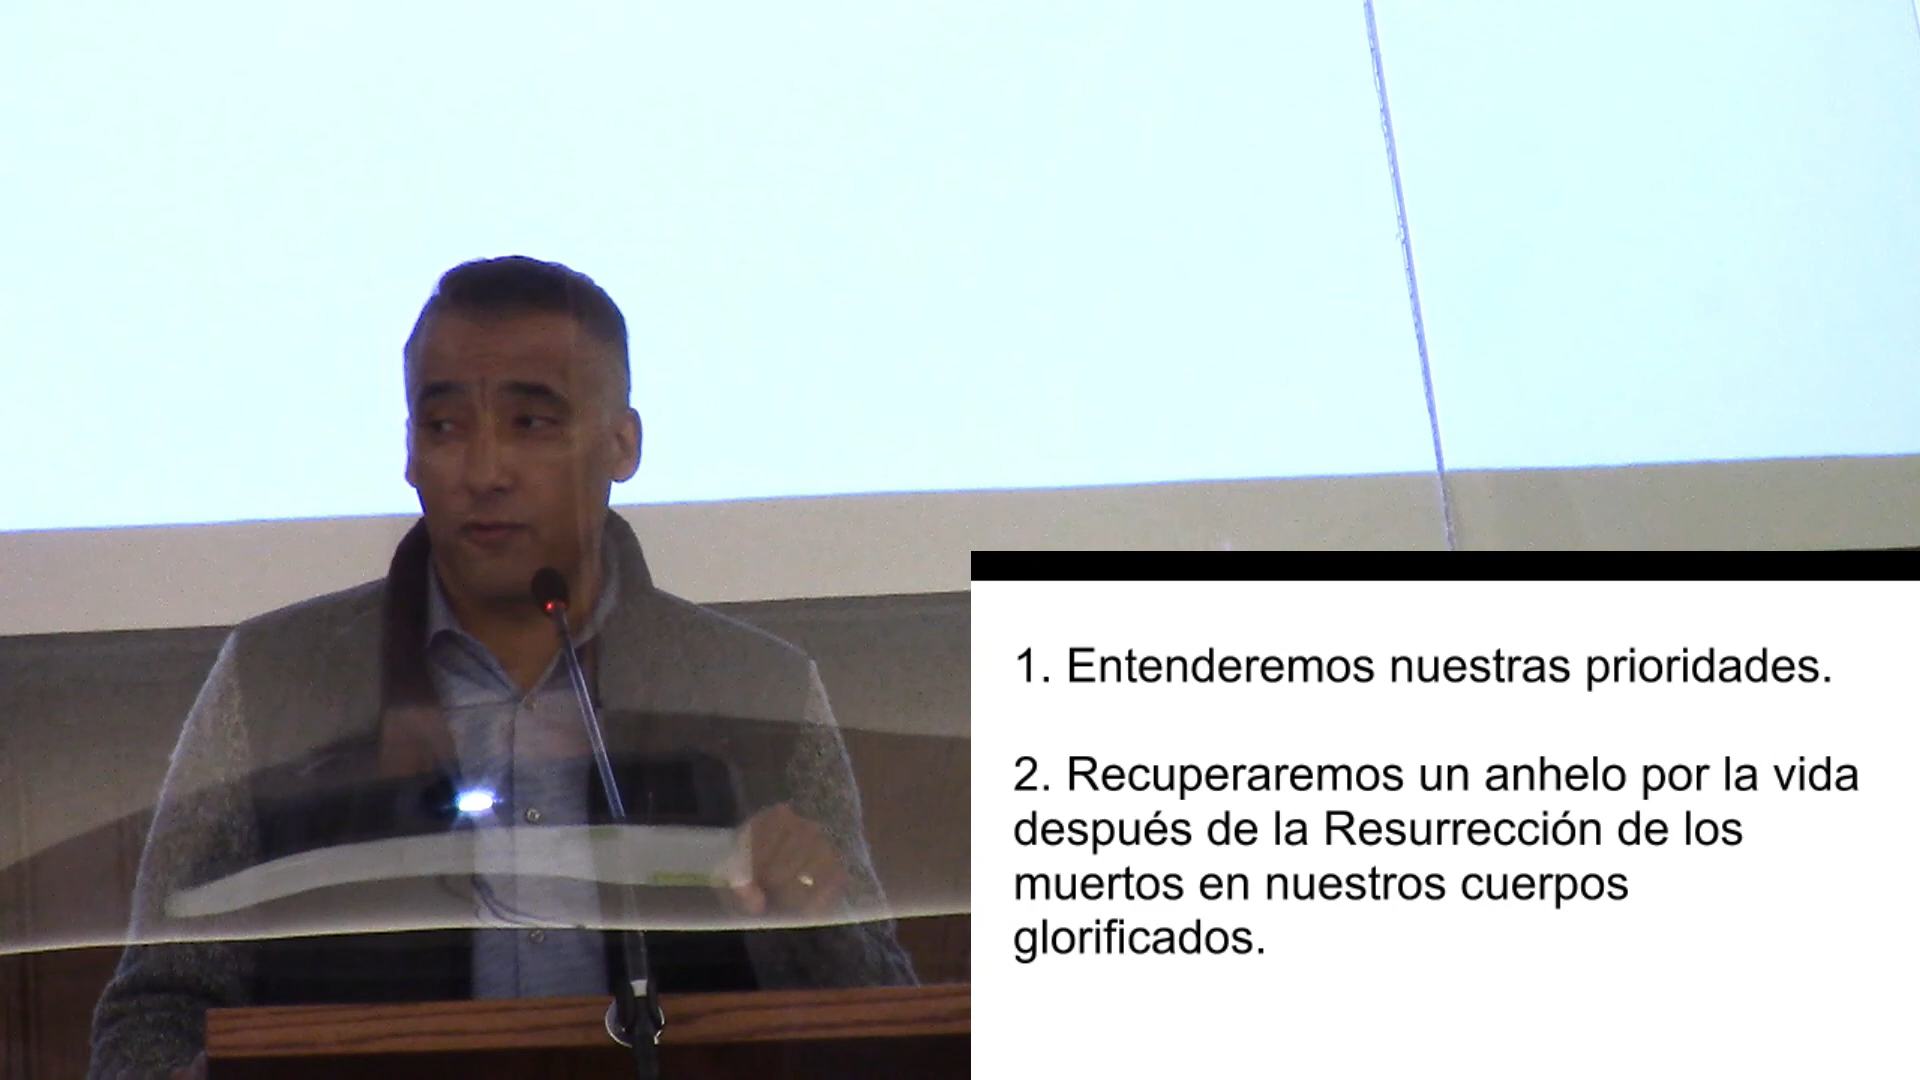 1. Entenderemos nuestras prioridades.
2. Recuperaremos un anhelo por la vida
después de la Resurrección de los
muertos en nuestros cuerpos
glorificados.